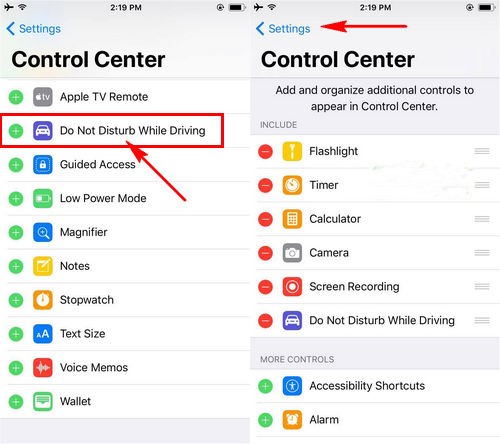 2:19 PM
Settings
Control Center
tv
Apple TV Remote
Do Not Disturb While Driving
Guided Access
Low Power Mode
Magnifier
Notes
Stopwatch
AA
Text Size
Voice Memos
Wallet
2:19 PM
Settings
Control Center
Add and organize additional controls to
appear in Control Center.
INCLUDE
Flashlight
Timer
Calculator
Camera
Screen Recording
Do Not Disturb While Driving
MORE CONTROLS
Accessibility Shortcuts
Alarm